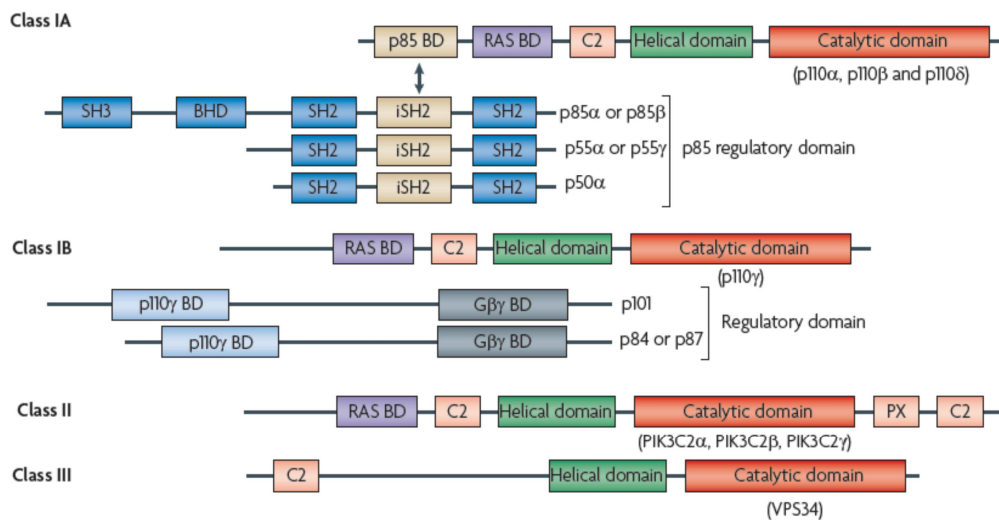 Class IA
p85 BD RAS BD C2 Helical domain Catalytic domain
(p110α, p110β and p110δ)
SH3 BHD SH2 iSH2 SH2 p85α or p85β
SH2 iSH2 SH2 p55α or p55γ p85 regulatory domain
SH2 iSH2 SH2 p50α
Class IB
RAS BD C2 Helical domain Catalytic domain
(p110γ)
p110γ BD Gβγ BD p101
Regulatory domain
p110γ BD Gβγ BD p84 or p87
Class II
RAS BD C2 Helical domain Catalytic domain PX C2
(PIK3C2α, PIK3C2β, PIK3C2γ)
Class III
C2 Helical domain Catalytic domain
(VPS34)